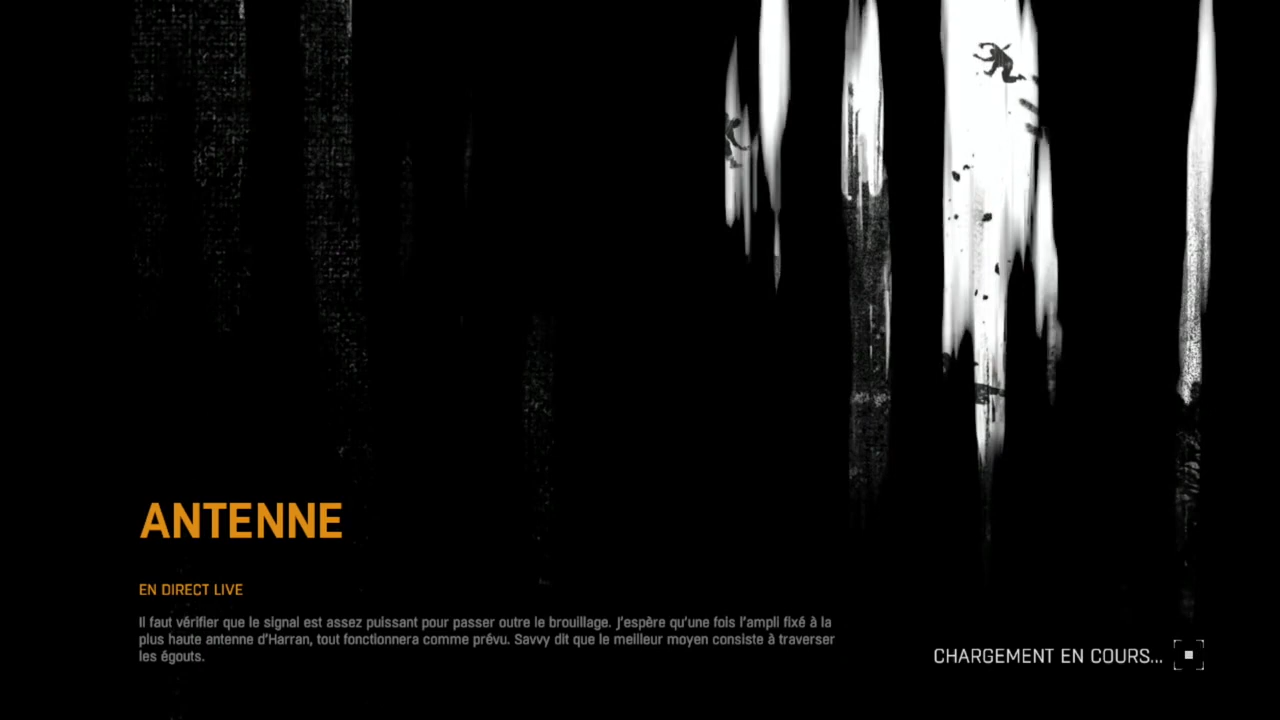 ANTENNE
EN DIRECT LIVE
Il faut vérifier que le signal est assez puissant pour passer outre le brouillage. J'espère qu'une fois l'ampli fixé à la
plus haute antenne d'Harran, tout fonctionnera comme prévu. Savvy dit que le meilleur moyen consiste à traverser
les égouts.
CHARGEMENT EN COURS...